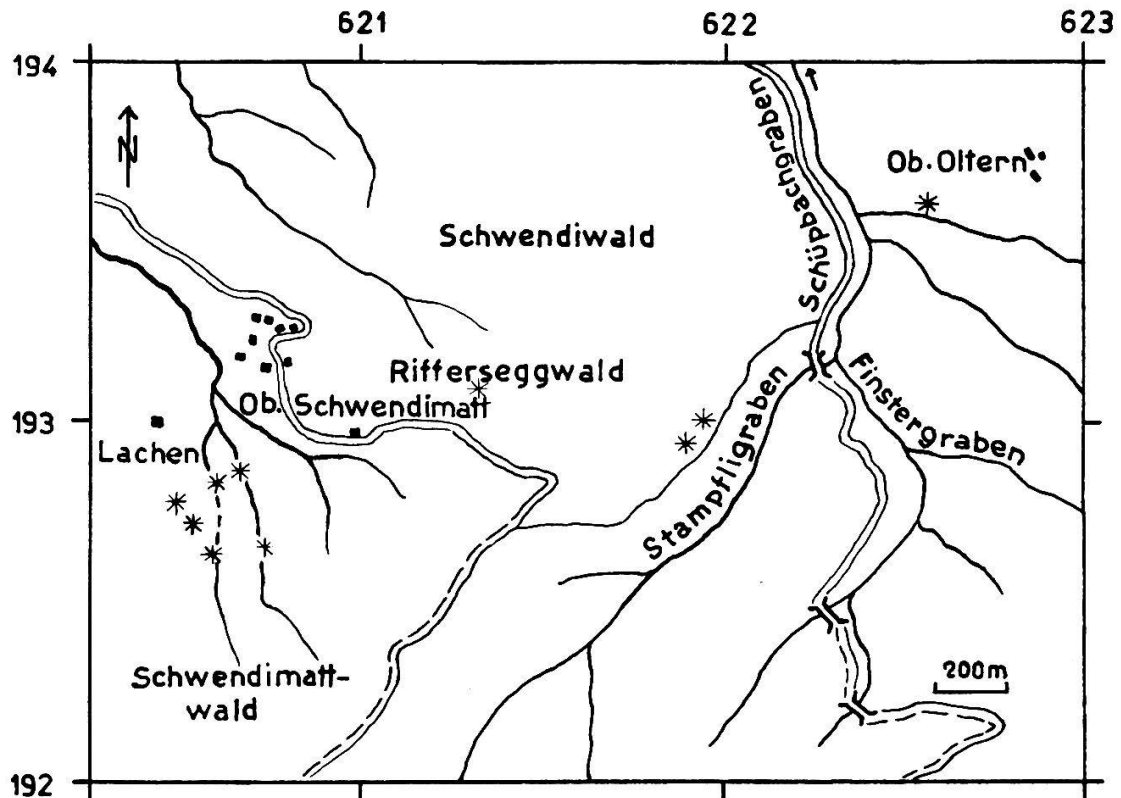 621
622
623
194
N
Schüpbachgraben
Ob. Oltern
Schwendiwald
Rifferseggwald
Finstergraben
193
Ob. Schwendimatt
Lachen
Stampfligraben
Schwendimatt-
wald
200m
192